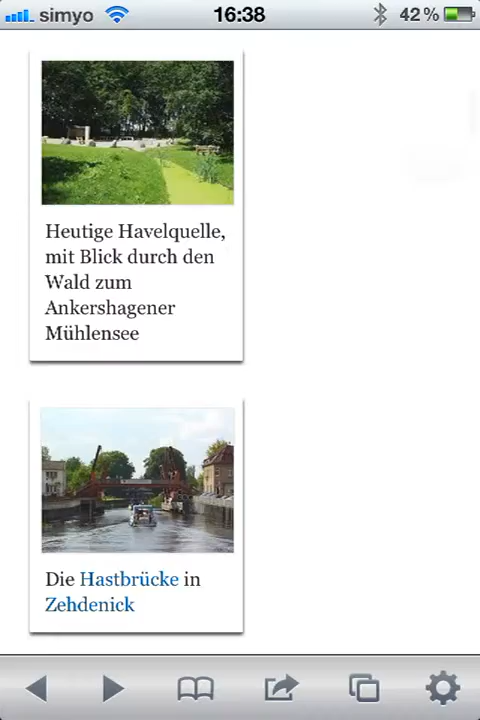 simyo 16:38 42%
Heutige Havelquelle,
mit Blick durch den
Wald zum
Ankershagener
Mühlensee
Die Hastbrücke in
Zehdenick